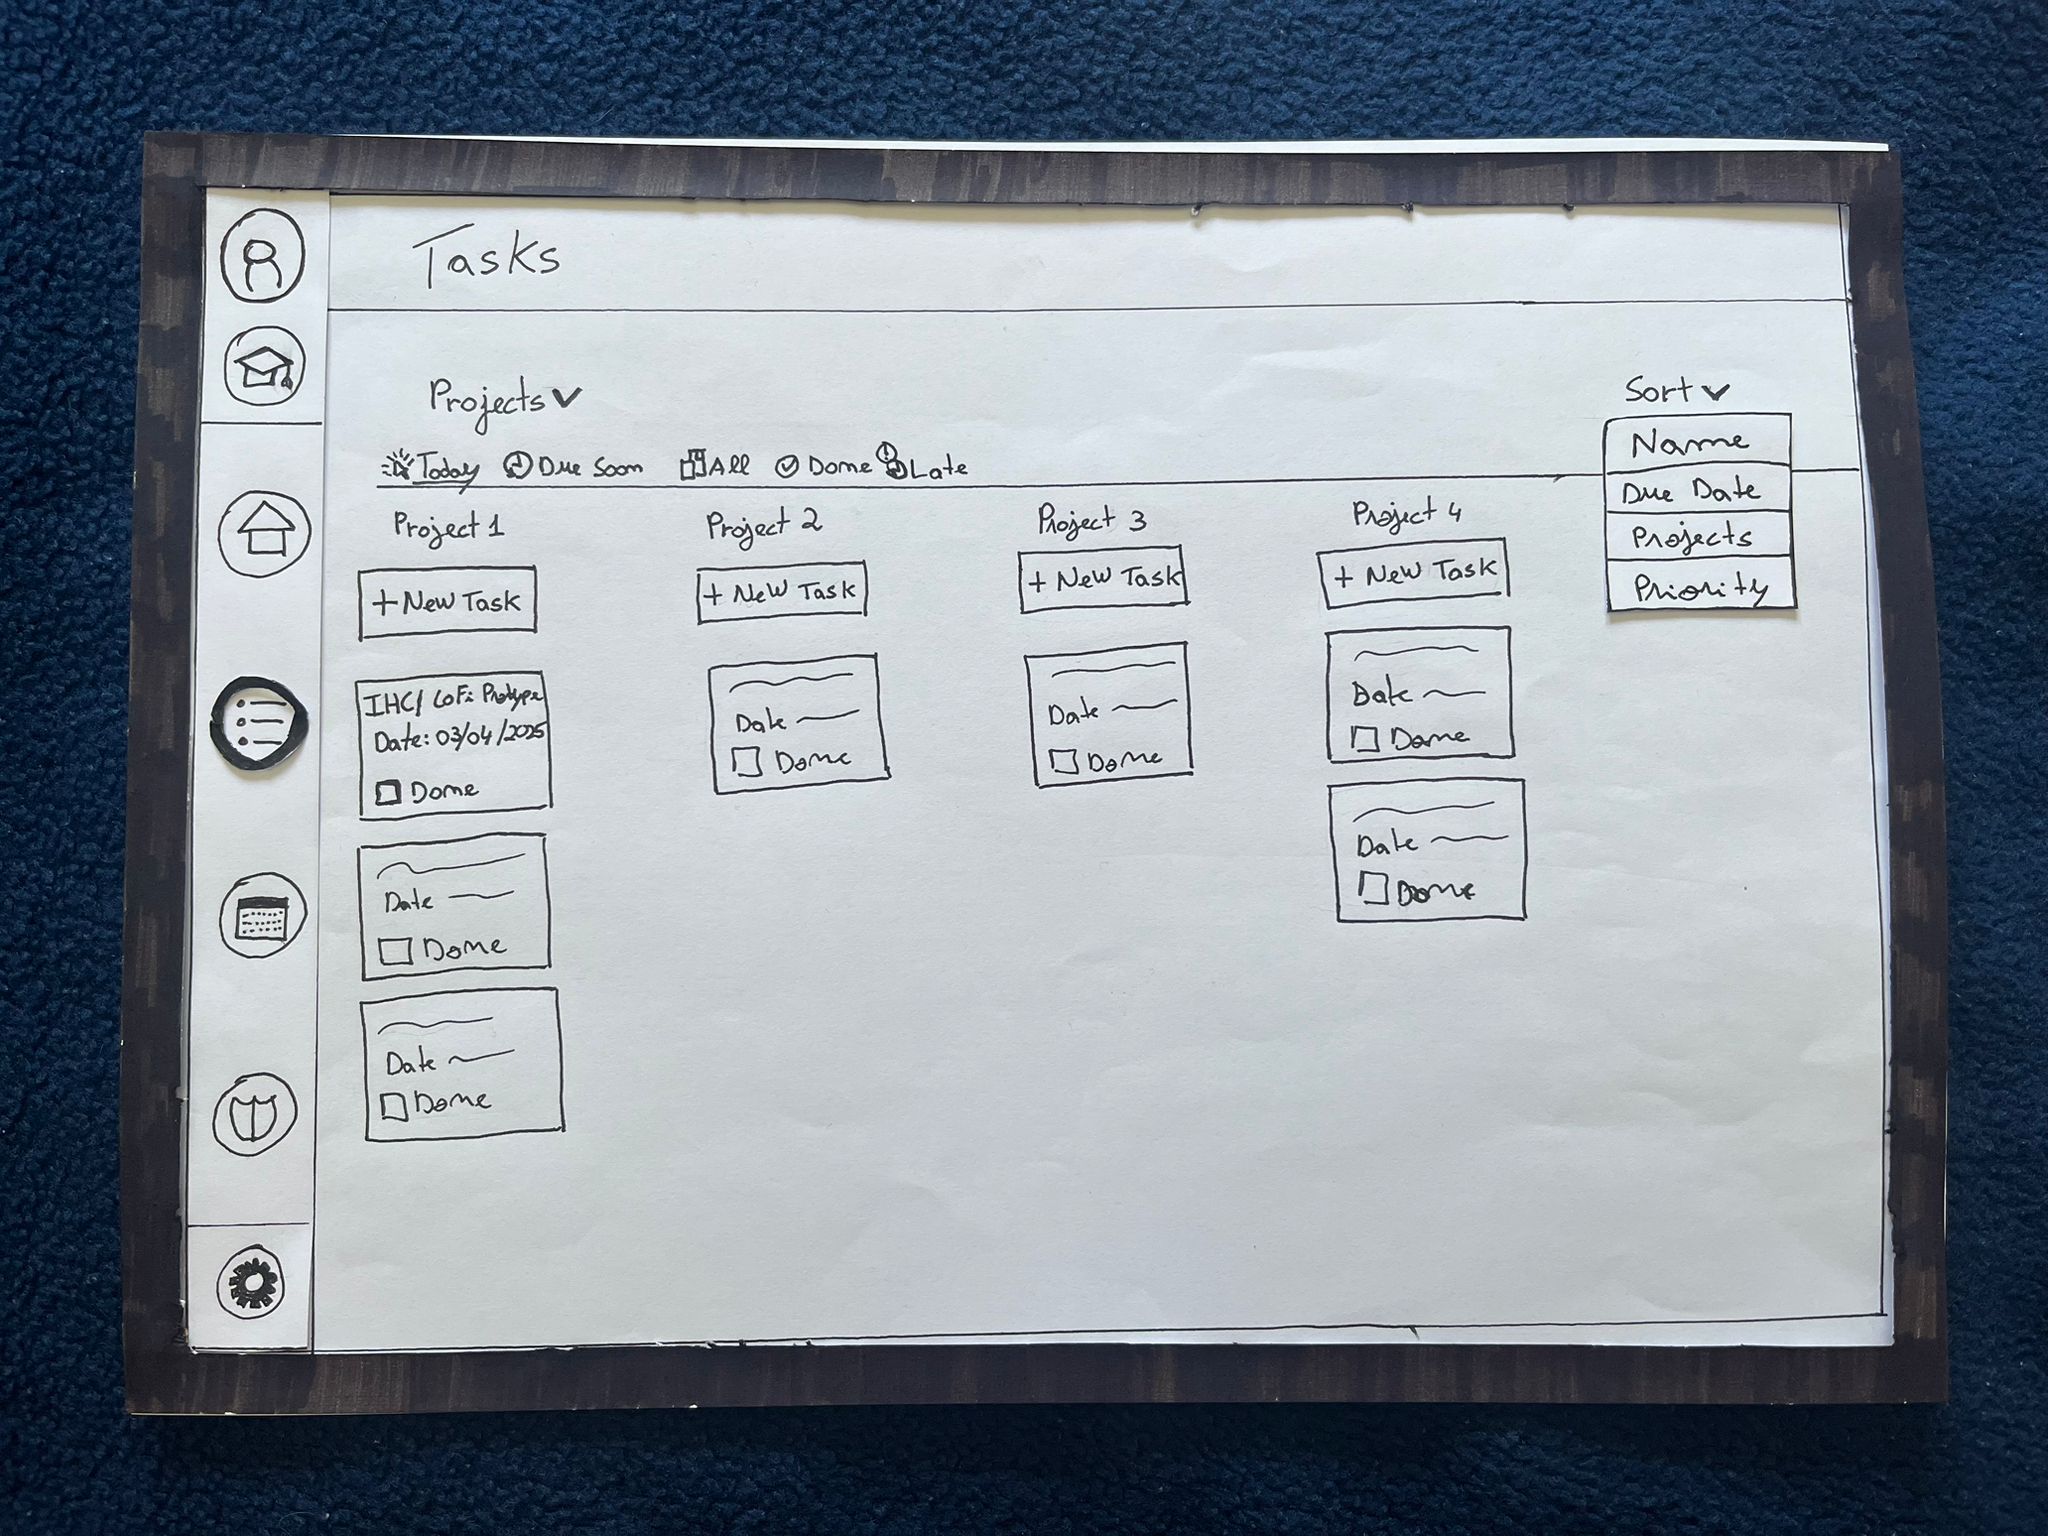 Tasks
Projects
Sort
Name
Due Date
Projects
Priority
Today Due Soon All Done Late
Project 1
+ New Task
IHC/ LoFi Protype
Date: 03/04/2025
Done
Date
Done
Date
Done
Project 2
+ New Task
Date
Done
Project 3
+ New Task
Date
Done
Project 4
+ New Task
Date
Done
Date
Done